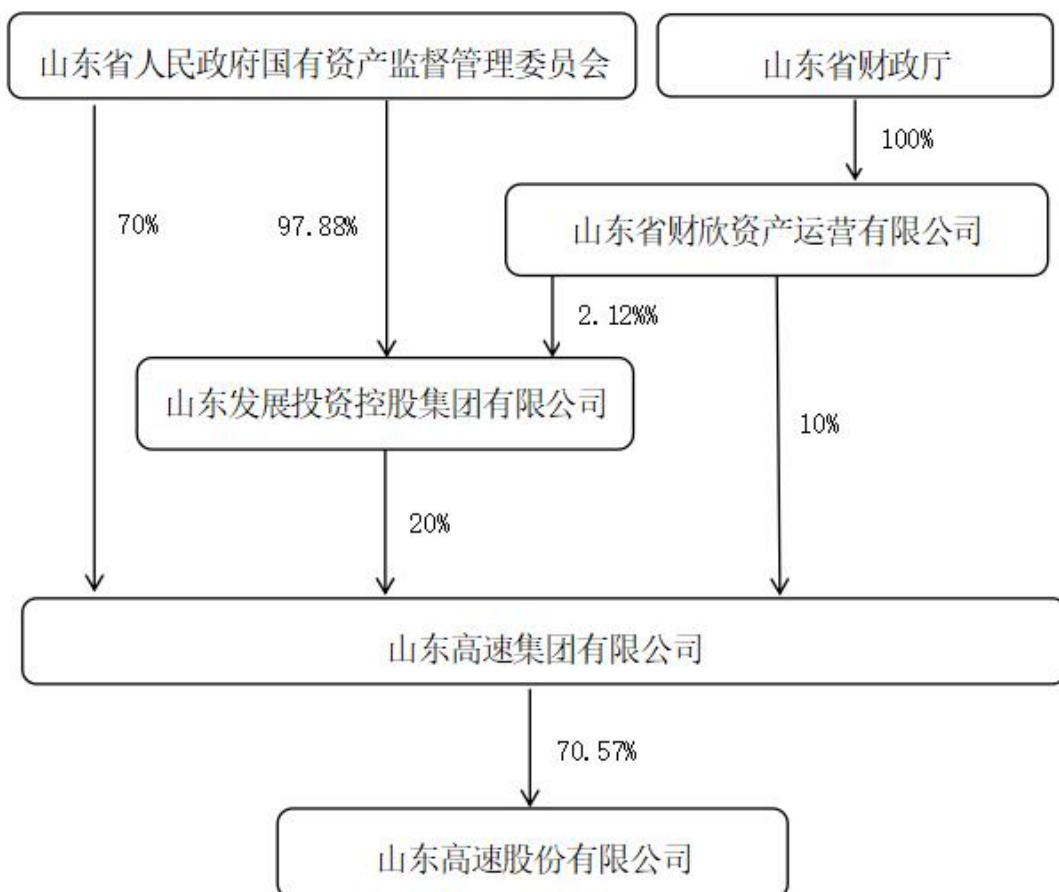 山东省人民政府国有资产监督管理委员会
山东省财政厅
100%
70%
97.88%
山东省财欣资产运营有限公司
2.12%%
山东发展投资控股集团有限公司
10%
20%
山东高速集团有限公司
70.57%
山东高速股份有限公司